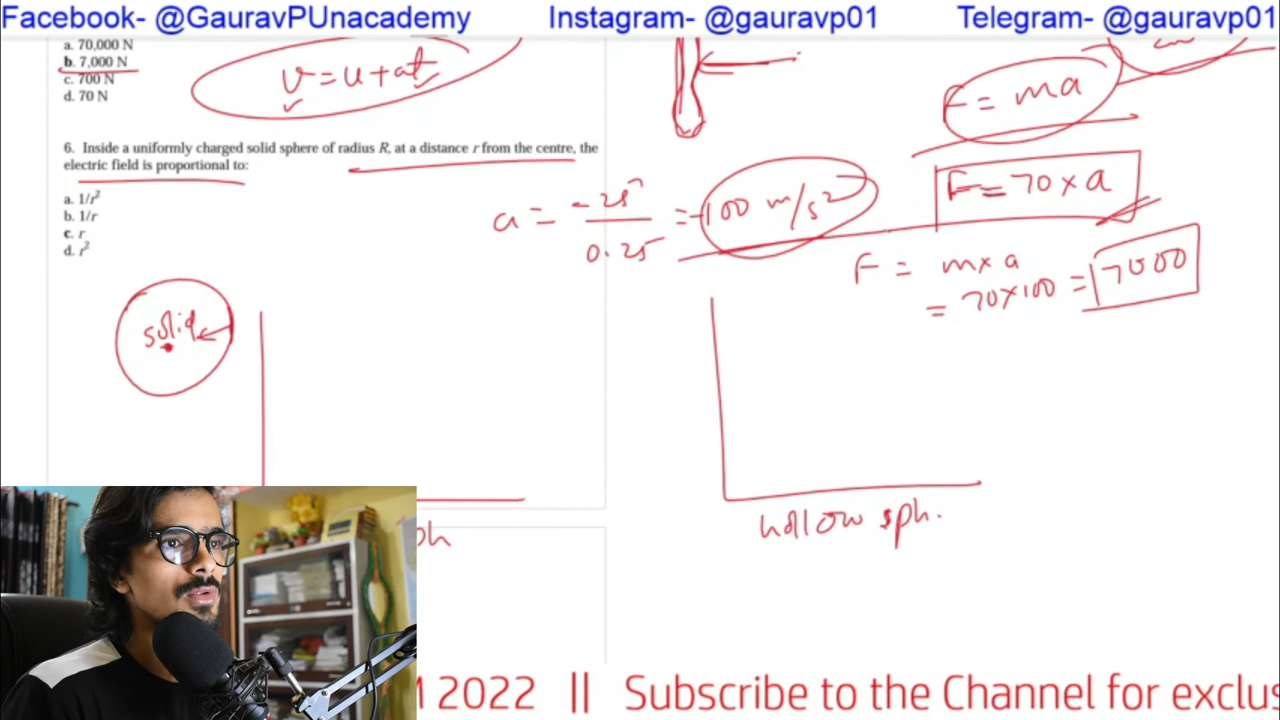 Facebook- @GauravPUnacademy Instagram- @gauravp01 Telegram- @gauravp01
a. 70,000 N
b. 7,000 N
c. 700 N
d. 70 N
v = u + at
F = ma
6. Inside a uniformly charged solid sphere of radius R, at a distance r from the centre, the
electric field is proportional to:
a. 1/r²
b. 1/r
c. r
d. r²
a = -25 / 0.25 = -100 m/s²
F = 70 × a
F = m × a
= 70×100 = 7000
solid
hollow sph.
ph
M 2022 || Subscribe to the Channel for exclus